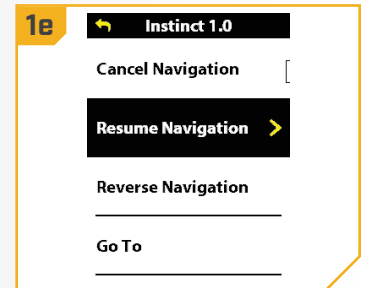 1e
Instinct 1.0
Cancel Navigation
Resume Navigation
Reverse Navigation
Go To